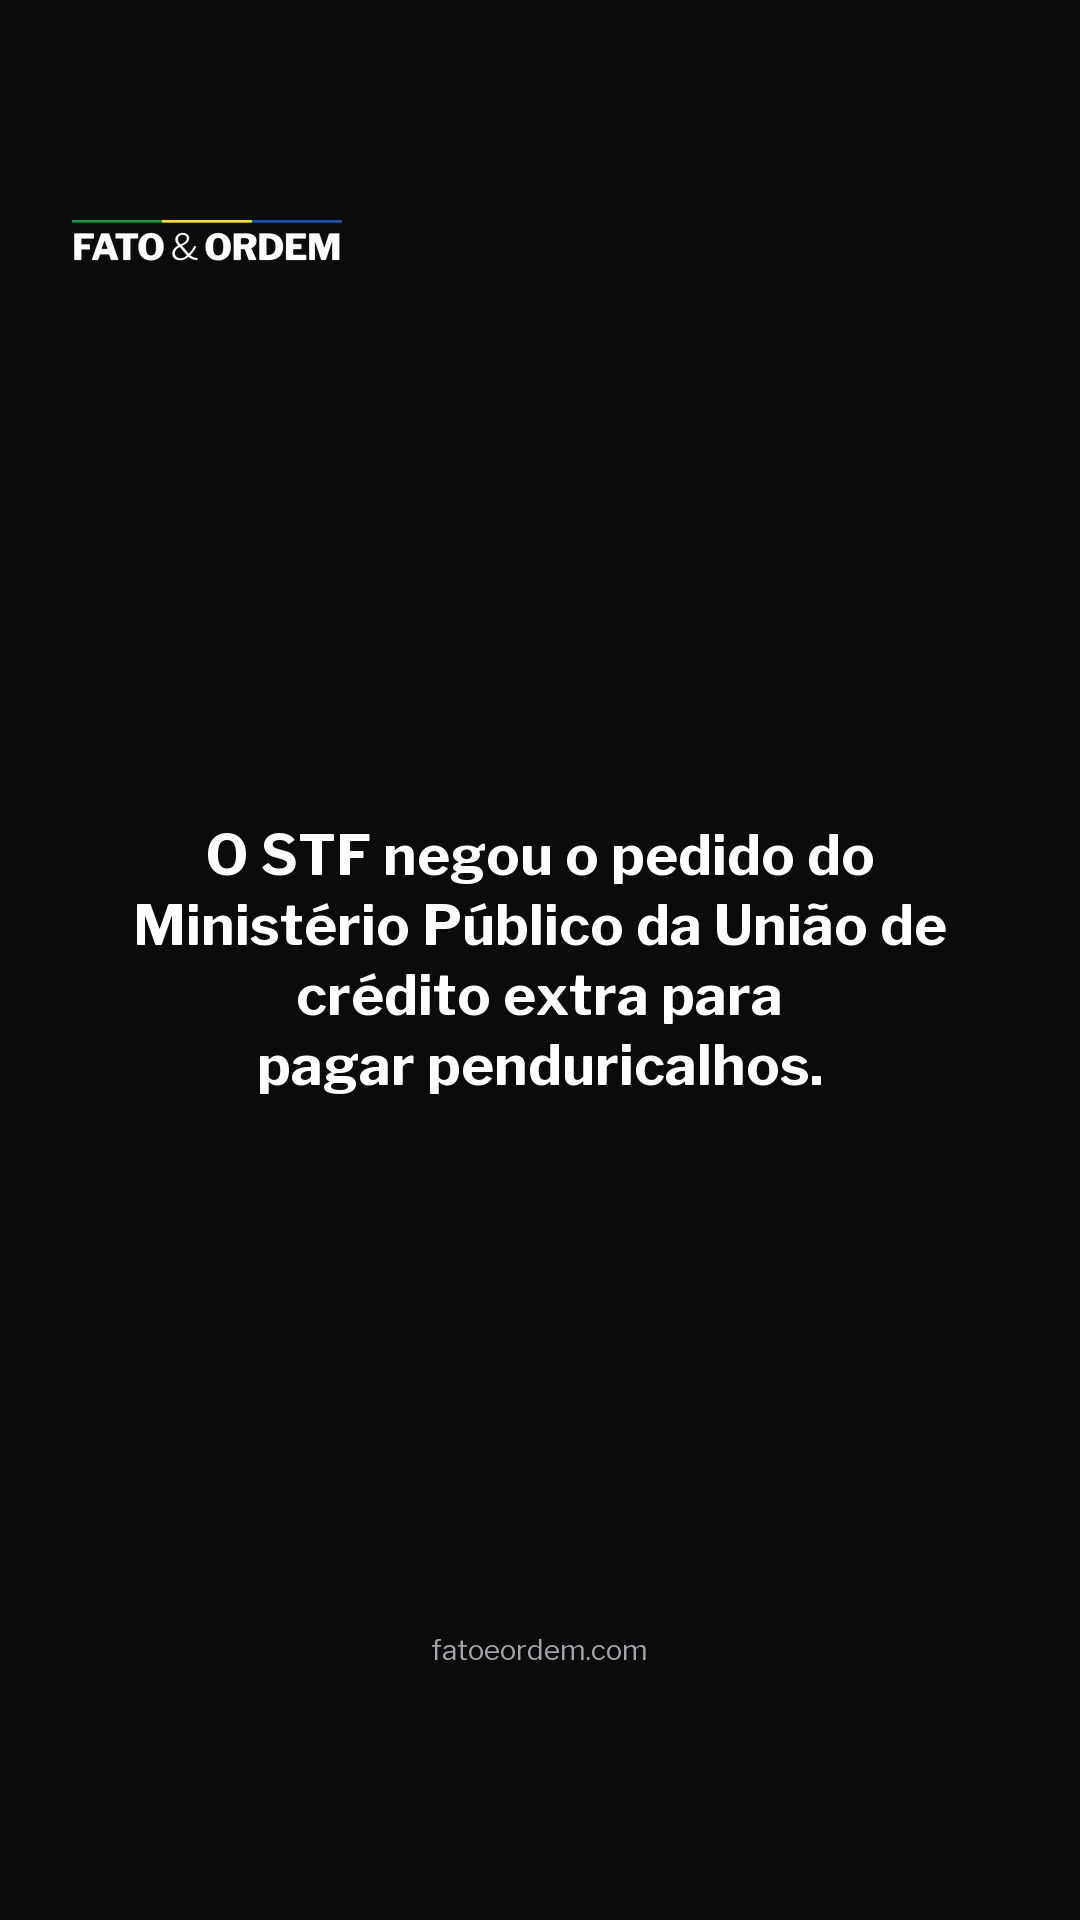 FATO & ORDEM
O STF negou o pedido do
Ministério Público da União de
crédito extra para
pagar penduricalhos.
fatoeordem.com